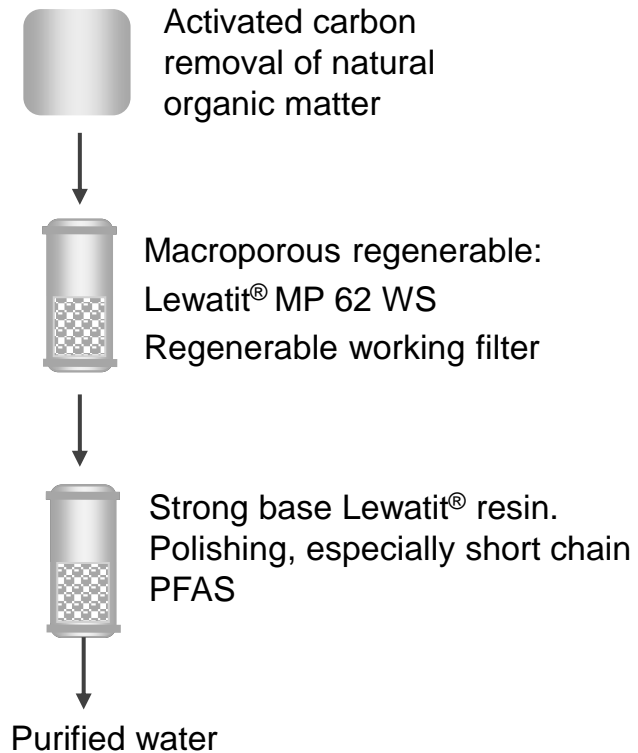 Activated carbon
removal of natural
organic matter
Macroporous regenerable:
Lewatit® MP 62 WS
Regenerable working filter
Strong base Lewatit® resin.
Polishing, especially short chain
PFAS
Purified water